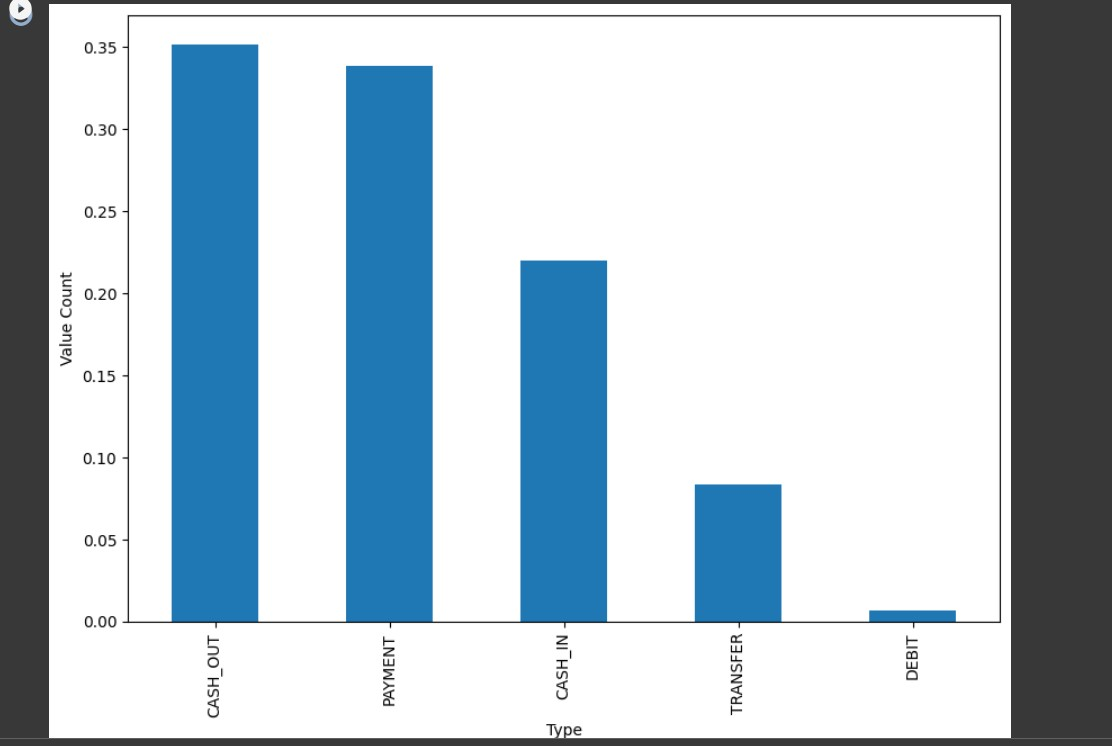 0.35
0.30
0.25
0.20
0.15
0.10
0.05
0.00
Value Count
CASH_OUT
PAYMENT
CASH_IN
TRANSFER
DEBIT
Type